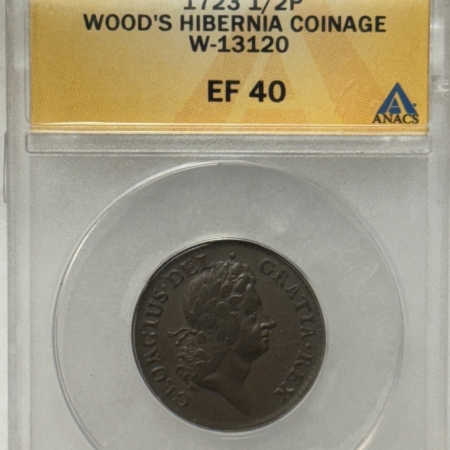 1723 1/2P
WOOD'S HIBERNIA COINAGE
W-13120
EF 40
ANACS
GEORGIUS·DEI GRATIA·REX